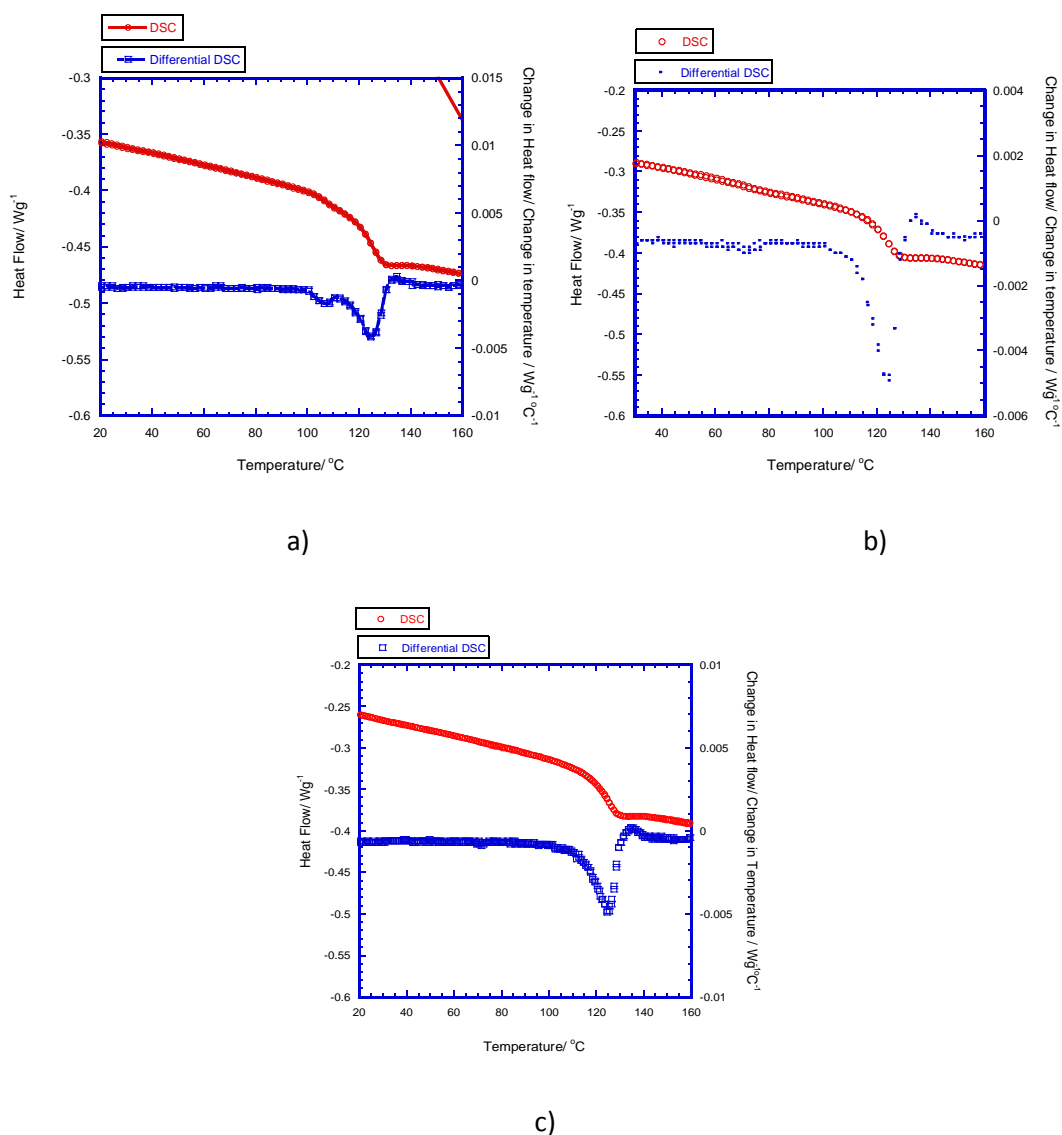 DSC
Differential DSC
-0.3
-0.35
-0.4
-0.45
-0.5
-0.55
-0.6
0.015
0.01
0.005
0
-0.005
-0.01
20 40 60 80 100 120 140 160
Heat Flow/ Wg-1
Change in Heat flow/ Change in temperature / Wg-1oC-1
Temperature/ oC
a)
DSC
Differential DSC
-0.2
-0.25
-0.3
-0.35
-0.4
-0.45
-0.5
-0.55
-0.6
0.004
0.002
0
-0.002
-0.004
-0.006
40 60 80 100 120 140 160
Heat Flow/ Wg-1
Change in Heat flow/ Change in temperature/ Wg1oC-1
Temperature/ oC
b)
DSC
Differential DSC
-0.2
-0.25
-0.3
-0.35
-0.4
-0.45
-0.5
-0.55
-0.6
0.01
0.005
0
-0.005
-0.01
20 40 60 80 100 120 140 160
Heat Flow/ Wg-1
Change in Heat flow/ Change in Temperature / Wg-1oC-1
Temperature/ oC
c)